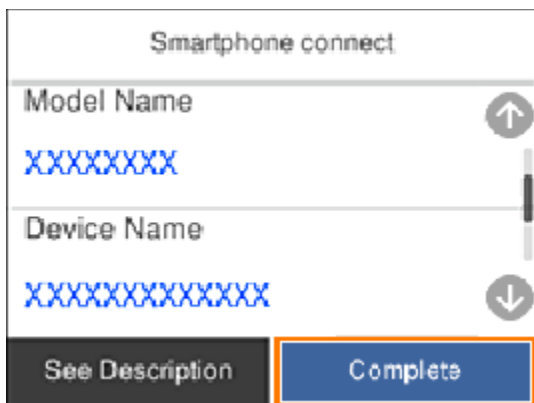 Smartphone connect
Model Name
XXXXXXXX
Device Name
XXXXXXXXXXXXX
See Description
Complete